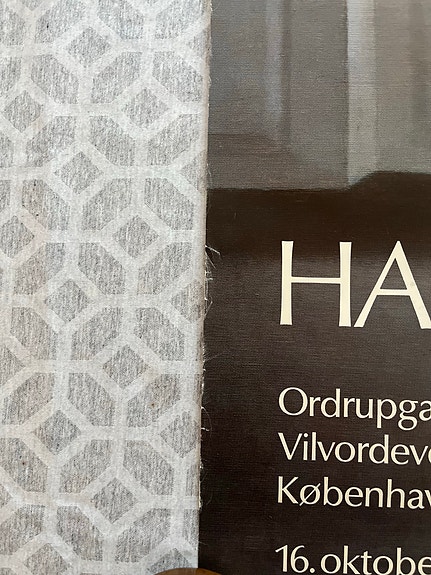 HA
Ordrupga
Vilvordeve
Københav
16. oktobe